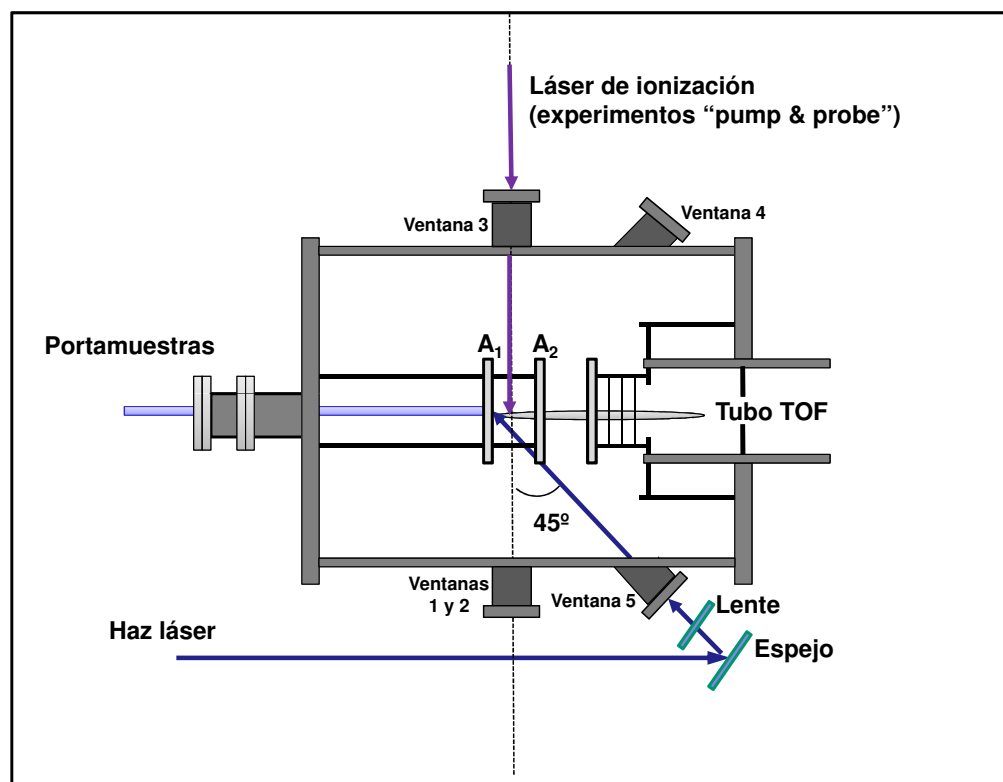 Láser de ionización
(experimentos “pump & probe”)
Ventana 3
Ventana 4
Portamuestras
A₁
A₂
Tubo TOF
45º
Ventanas
1 y 2
Ventana 5
Lente
Haz láser
Espejo